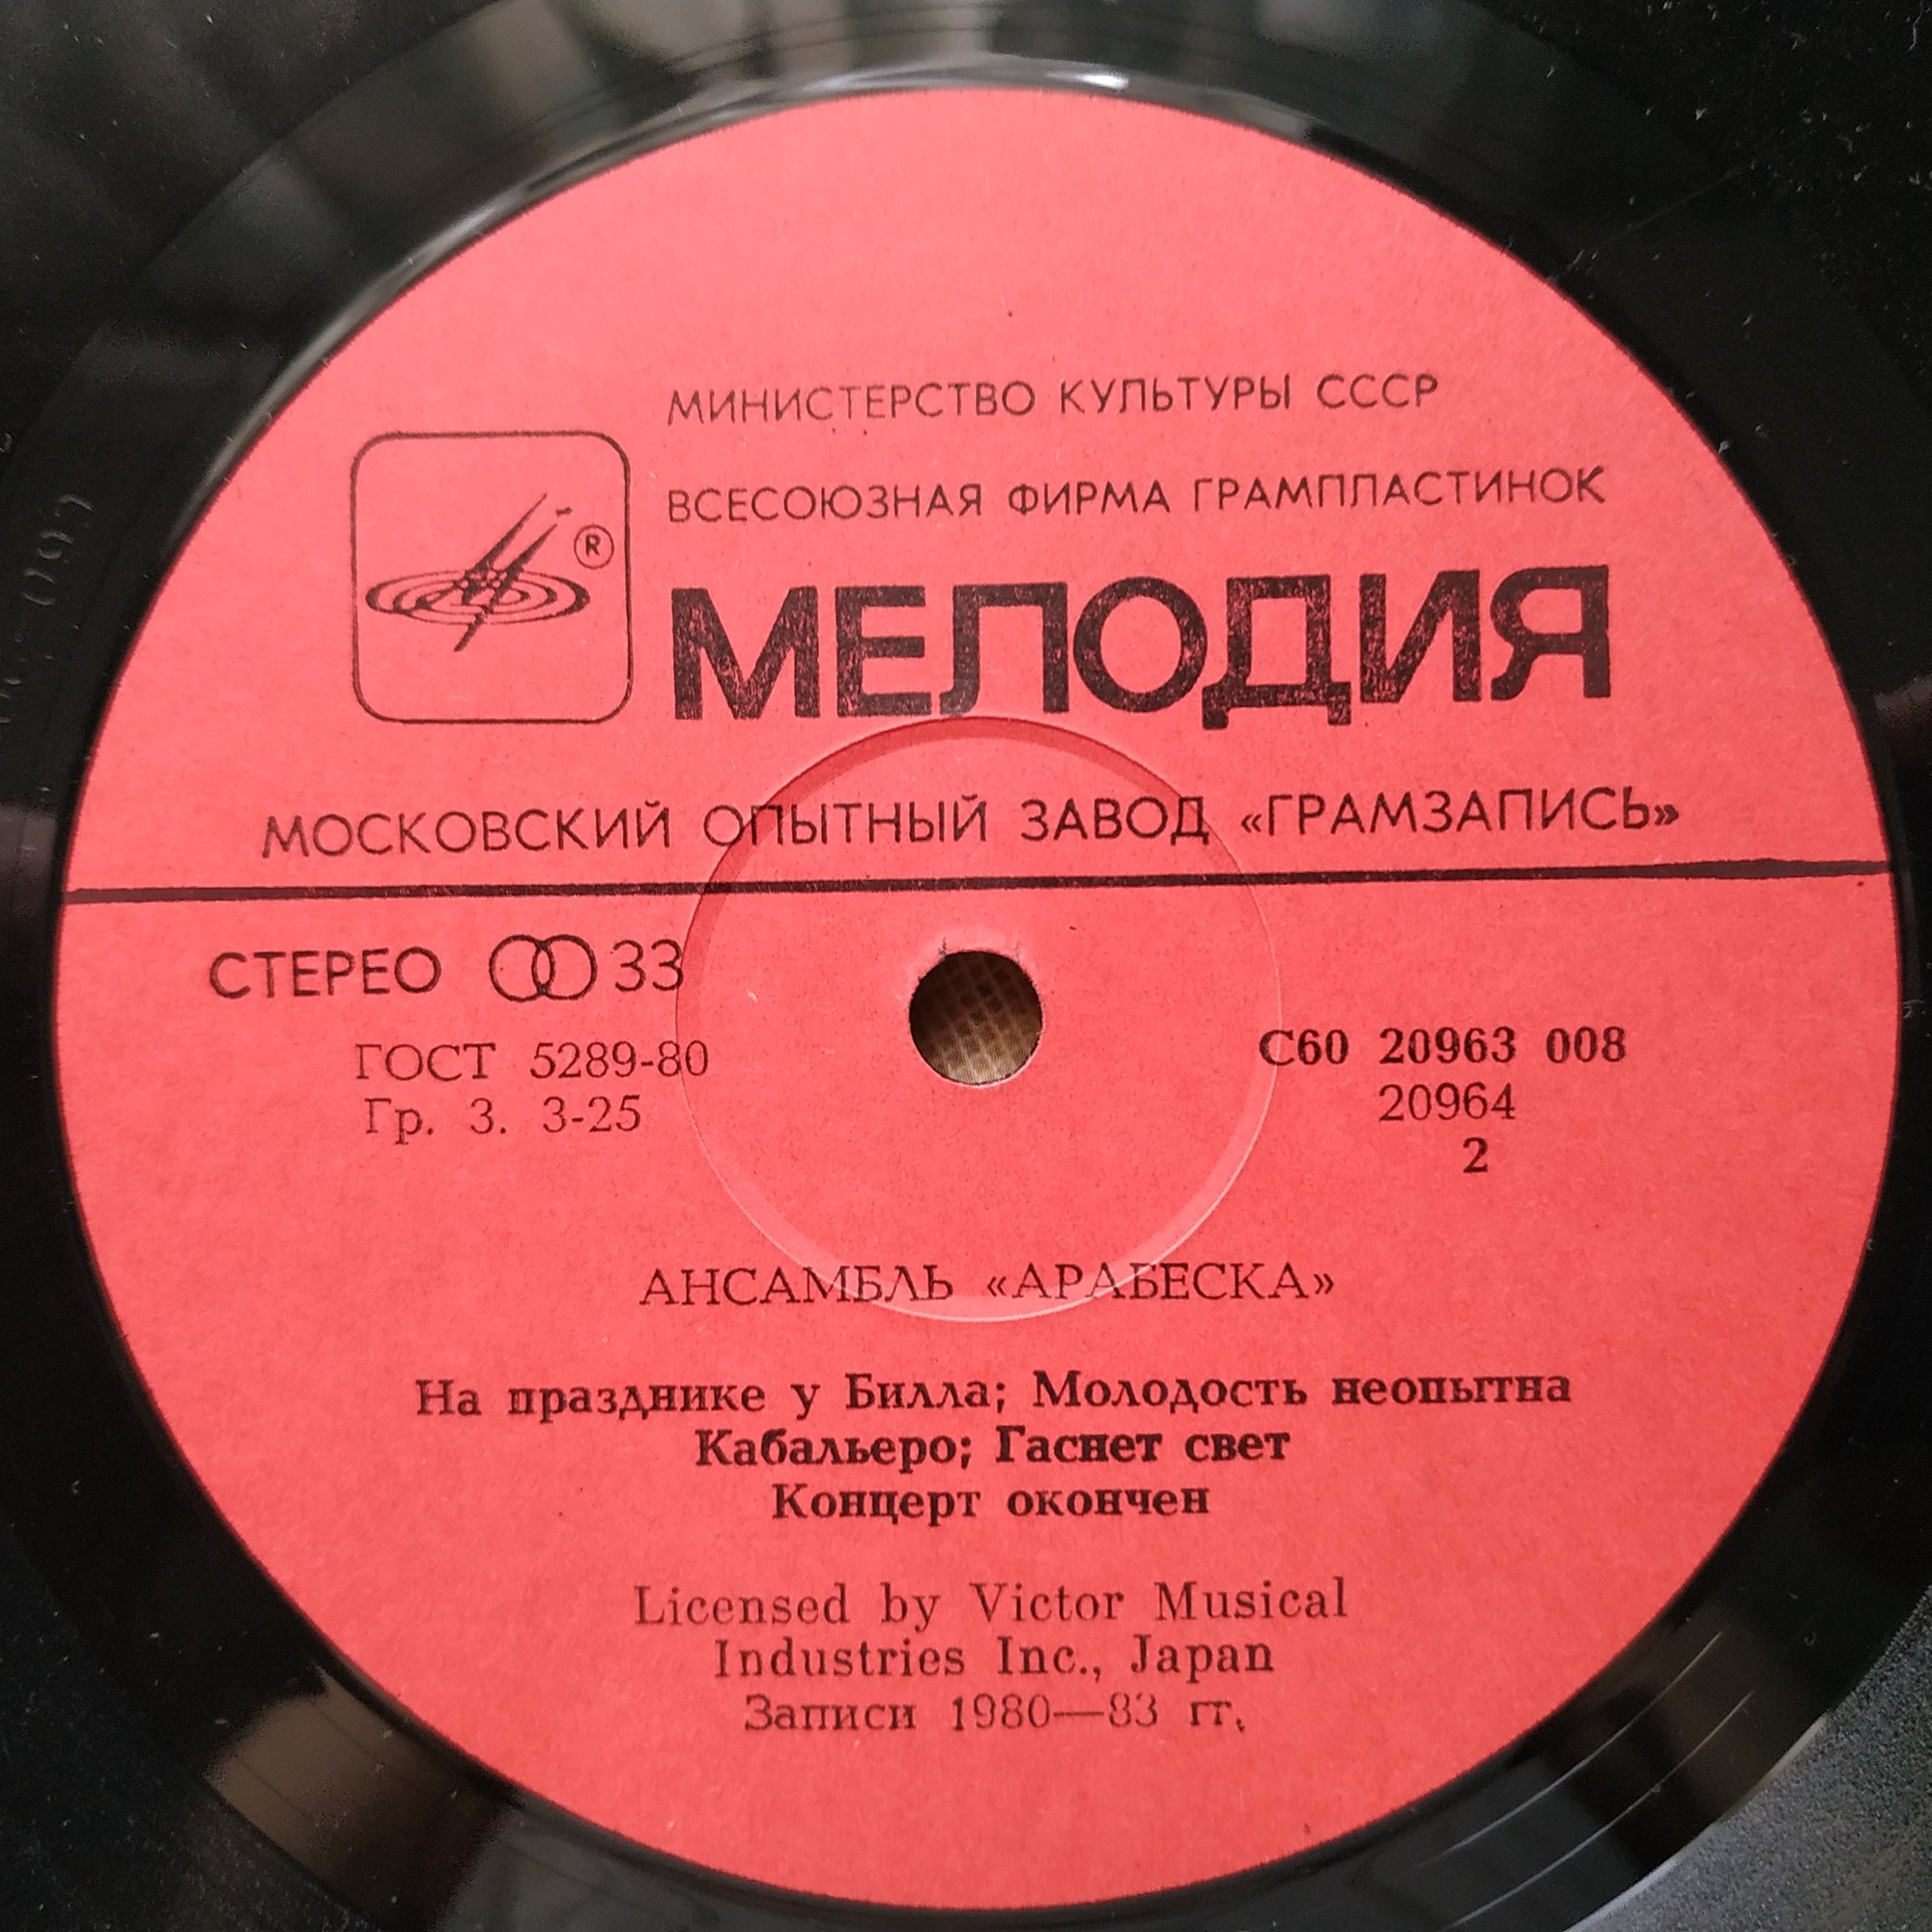 МИНИСТЕРСТВО КУЛЬТУРЫ СССР
ВСЕСОЮЗНАЯ ФИРМА ГРАМПЛАСТИНОК
®
МЕЛОДИЯ
МОСКОВСКИЙ ОПЫТНЫЙ ЗАВОД «ГРАМЗАПИСЬ»
СТЕРЕО 33
ГОСТ 5289-80
Гр. 3. 3-25
С60 20963 008
20964
2
АНСАМБЛЬ «АРАБЕСКА»
На празднике у Билла; Молодость неопытна
Кабальеро; Гаснет свет
Концерт окончен
Licensed by Victor Musical
Industries Inc., Japan
Записи 1980—83 гг.